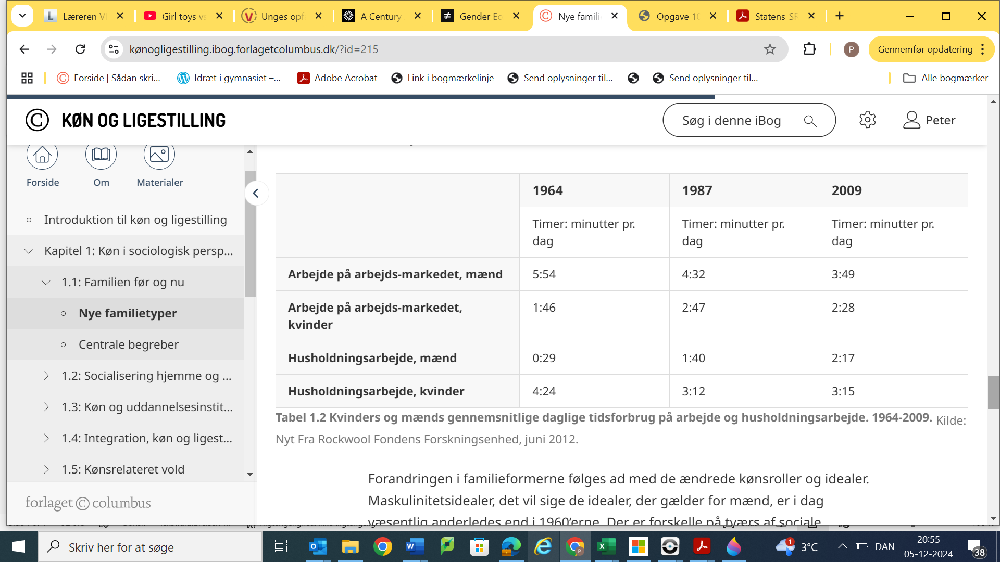 Læreren V
Girl toys vs
Unges opf
A Century
Gender Ec
Nye famili
Opgave 10
Statens-SR
kønogligestilling.ibog.forlagetcolumbus.dk/?id=215
P
Gennemfør opdatering
Forside | Sådan skri...
Idræt i gymnasiet –...
Adobe Acrobat
Link i bogmærkelinje
Send oplysninger til...
Send oplysninger til...
Alle bogmærker
KØN OG LIGESTILLING
Søg i denne iBog
Peter
Forside
Om
Materialer
Introduktion til køn og ligestilling
Kapitel 1: Køn i sociologisk persp...
1.1: Familien før og nu
Nye familietyper
Centrale begreber
1.2: Socialisering hjemme og ...
1.3: Køn og uddannelsesinstit...
1.4: Integration, køn og ligest...
1.5: Kønsrelateret vold
forlaget © columbus
1964 1987 2009
Timer: minutter pr. dag Timer: minutter pr. dag Timer: minutter pr. dag
Arbejde på arbejds-markedet, mænd 5:54 4:32 3:49
Arbejde på arbejds-markedet, kvinder 1:46 2:47 2:28
Husholdningsarbejde, mænd 0:29 1:40 2:17
Husholdningsarbejde, kvinder 4:24 3:12 3:15
Tabel 1.2 Kvinders og mænds gennemsnitlige daglige tidsforbrug på arbejde og husholdningsarbejde. 1964-2009. Kilde:
Nyt Fra Rockwool Fondens Forskningsenhed, juni 2012.
Forandringen i familieformerne følges ad med de ændrede kønsroller og idealer.
Maskulinitetsidealer, det vil sige de idealer, der gælder for mænd, er i dag
væsentlig anderledes end i 1960’erne. Der er forskelle på tværs af sociale
Skriv her for at søge
1
3°C
DAN
20:55
05-12-2024
38